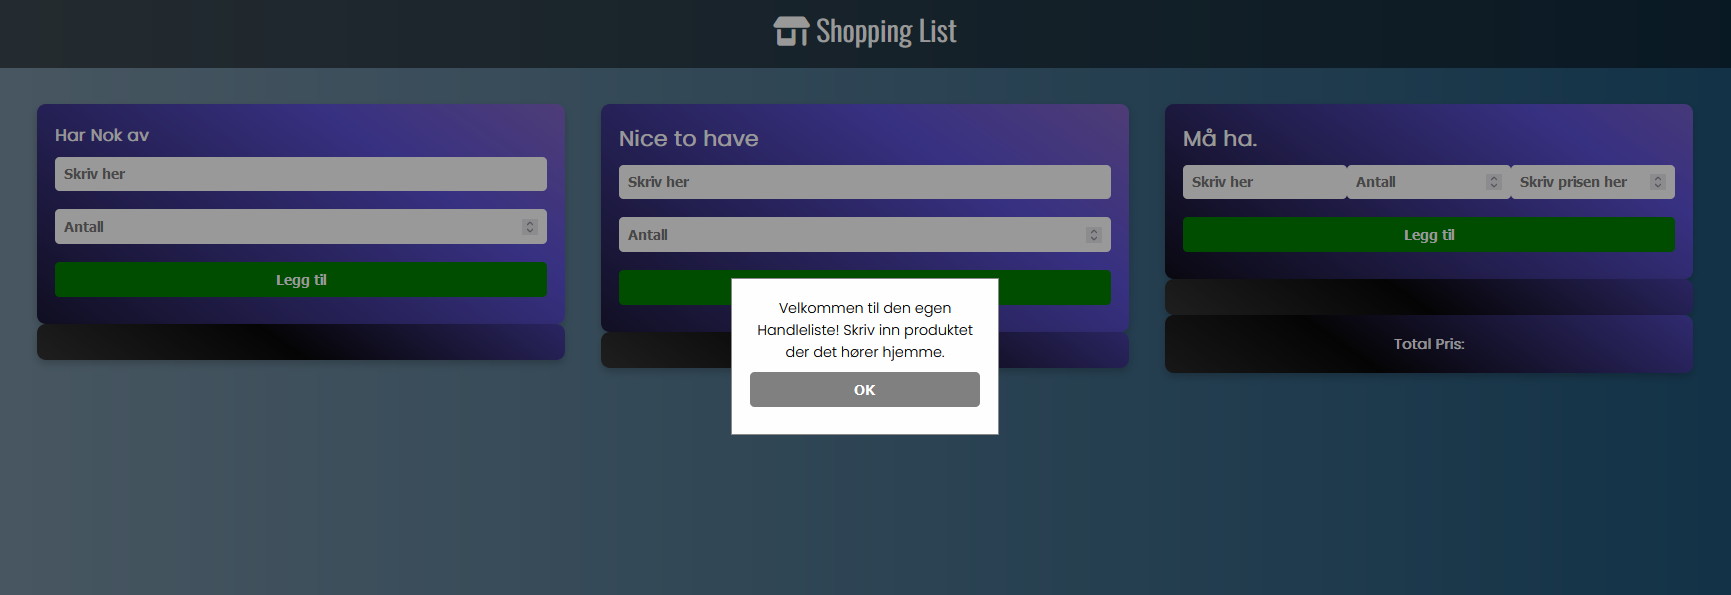 Shopping List
Har Nok av
Skriv her
Antall
Legg til
Nice to have
Skriv her
Antall
Må ha.
Skriv her Antall Skriv prisen her
Legg til
Total Pris:
Velkommen til den egen
Handleliste! Skriv inn produktet
der det hører hjemme.
OK